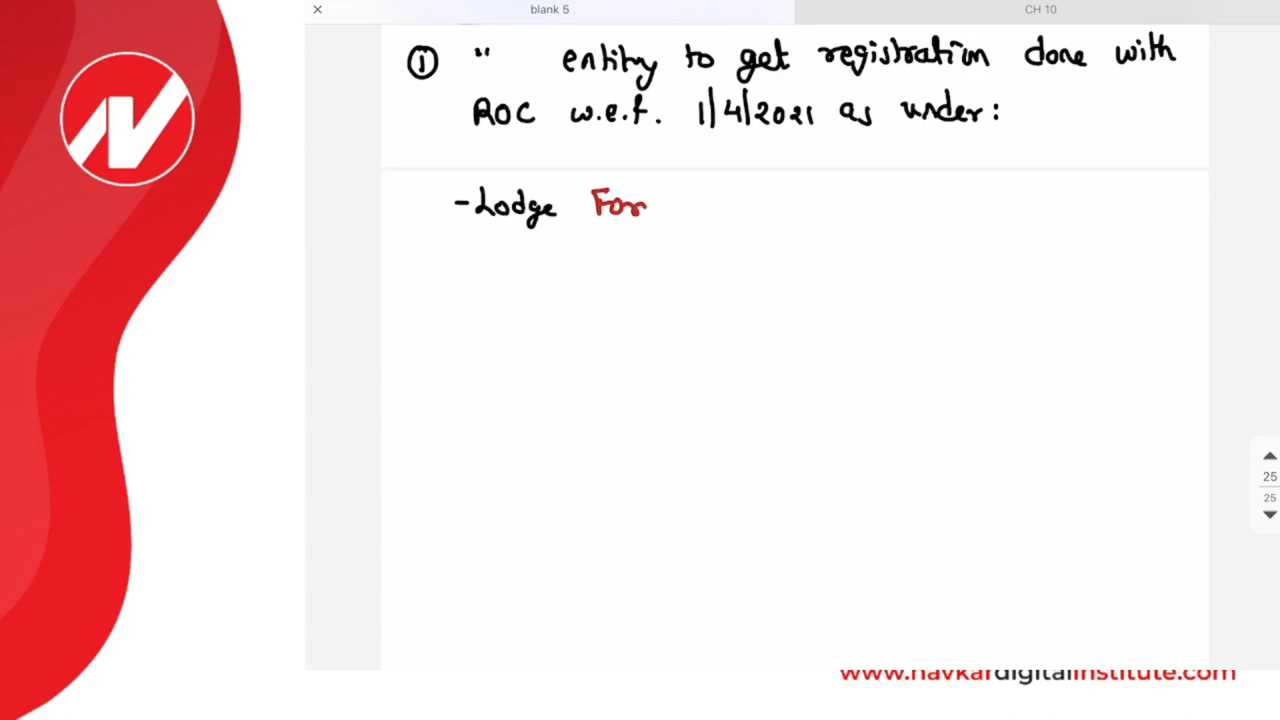 blank 5
CH 10
① " entity to get registration done with
ROC w.e.f. 1/4/2021 as under:
- Lodge For
25
25
www.navkardigitalinstitute.com